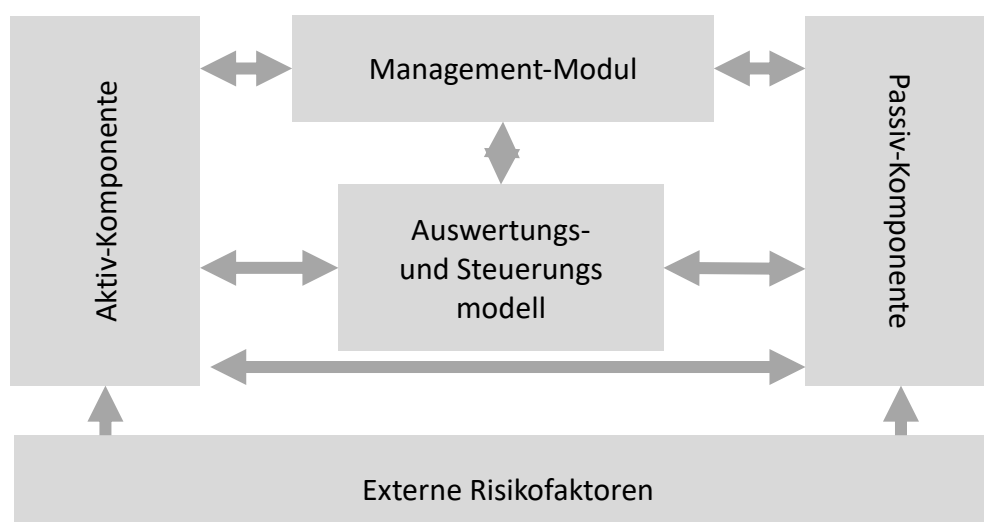 Management-Modul
Aktiv-Komponente
Passiv-Komponente
Auswertungs-
und Steuerungs
modell
Externe Risikofaktoren